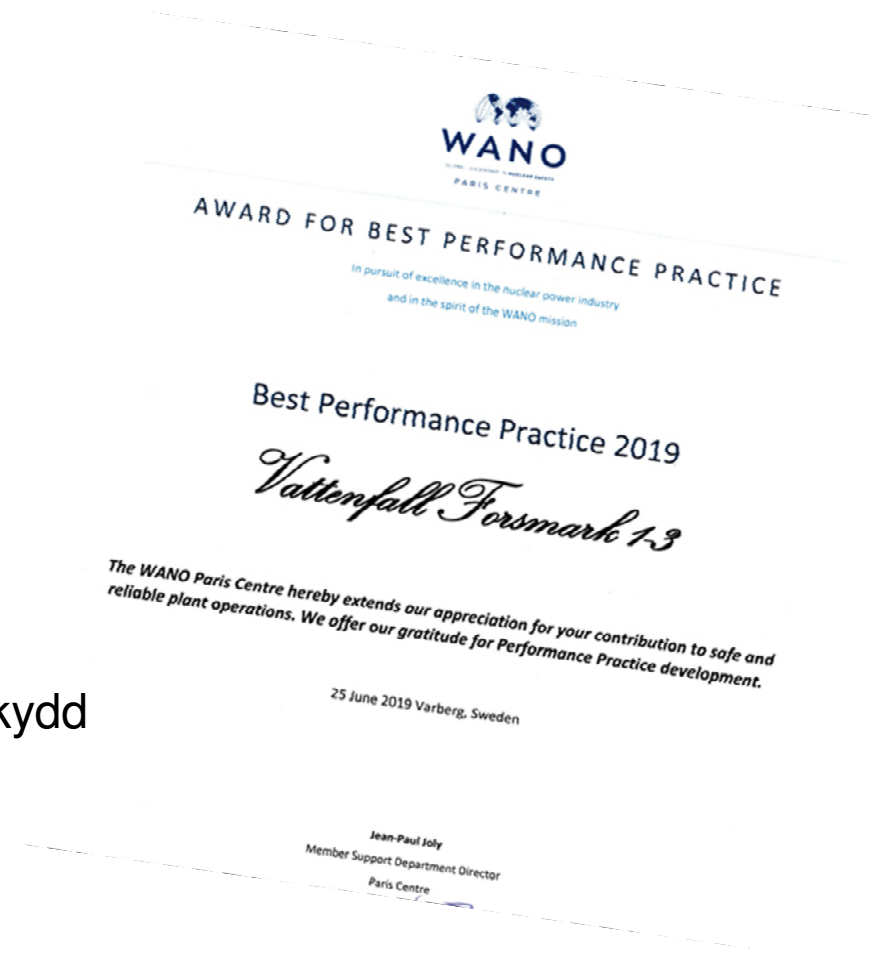 WANO
PARIS CENTRE
AWARD FOR BEST PERFORMANCE PRACTICE
In pursuit of excellence in the nuclear power industry
and in the spirit of the WANO mission
Best Performance Practice 2019
Vattenfall Forsmark 1-3
The WANO Paris Centre hereby extends our appreciation for your contribution to safe and
reliable plant operations. We offer our gratitude for Performance Practice development.
kydd
25 June 2019 Varberg, Sweden
Jean-Paul Joly
Member Support Department Director
Paris Centre